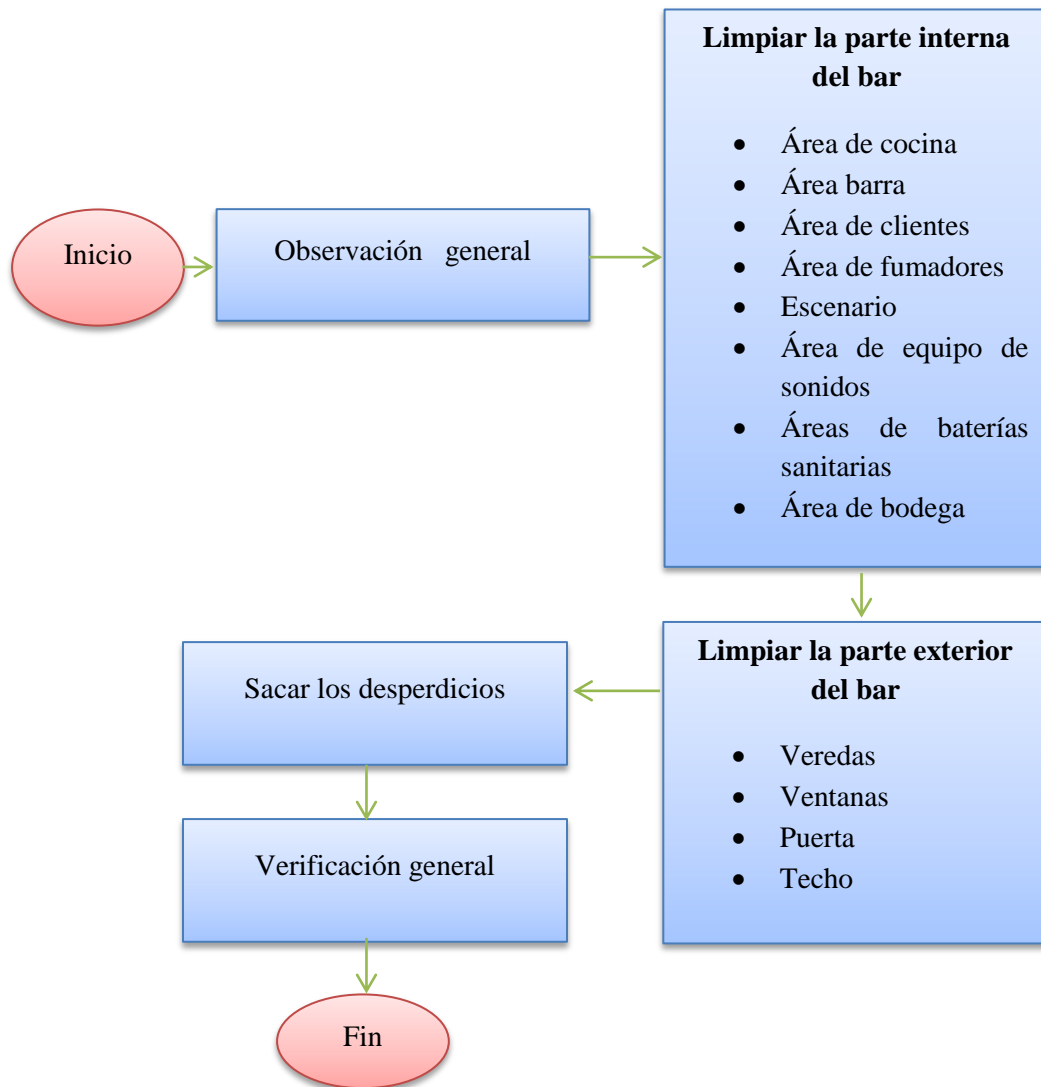 Inicio
Observación general
Limpiar la parte interna
del bar
• Área de cocina
• Área barra
• Área de clientes
• Área de fumadores
• Escenario
• Área de equipo de
sonidos
• Áreas de baterías
sanitarias
• Área de bodega
Limpiar la parte exterior
del bar
• Veredas
• Ventanas
• Puerta
• Techo
Sacar los desperdicios
Verificación general
Fin